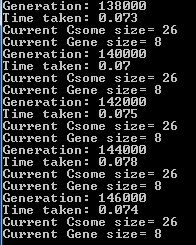 Generation: 138000
Time taken: 0.073
Current Csome size= 26
Current Gene size= 8
Generation: 140000
Time taken: 0.07
Current Csome size= 26
Current Gene size= 8
Generation: 142000
Time taken: 0.075
Current Csome size= 26
Current Gene size= 8
Generation: 144000
Time taken: 0.078
Current Csome size= 26
Current Gene size= 8
Generation: 146000
Time taken: 0.074
Current Csome size= 26
Current Gene size= 8